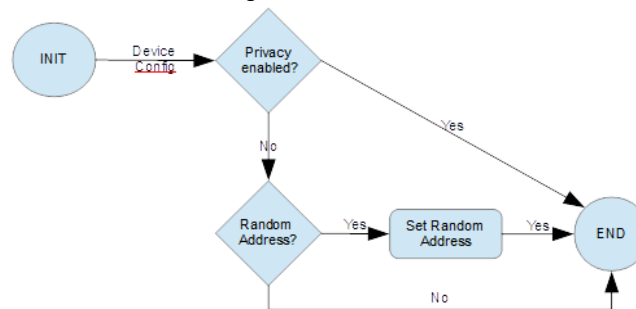 INIT
Device
Config
Privacy
enabled?
Yes
No
Random
Address?
Yes
Set Random
Address
Yes
END
No